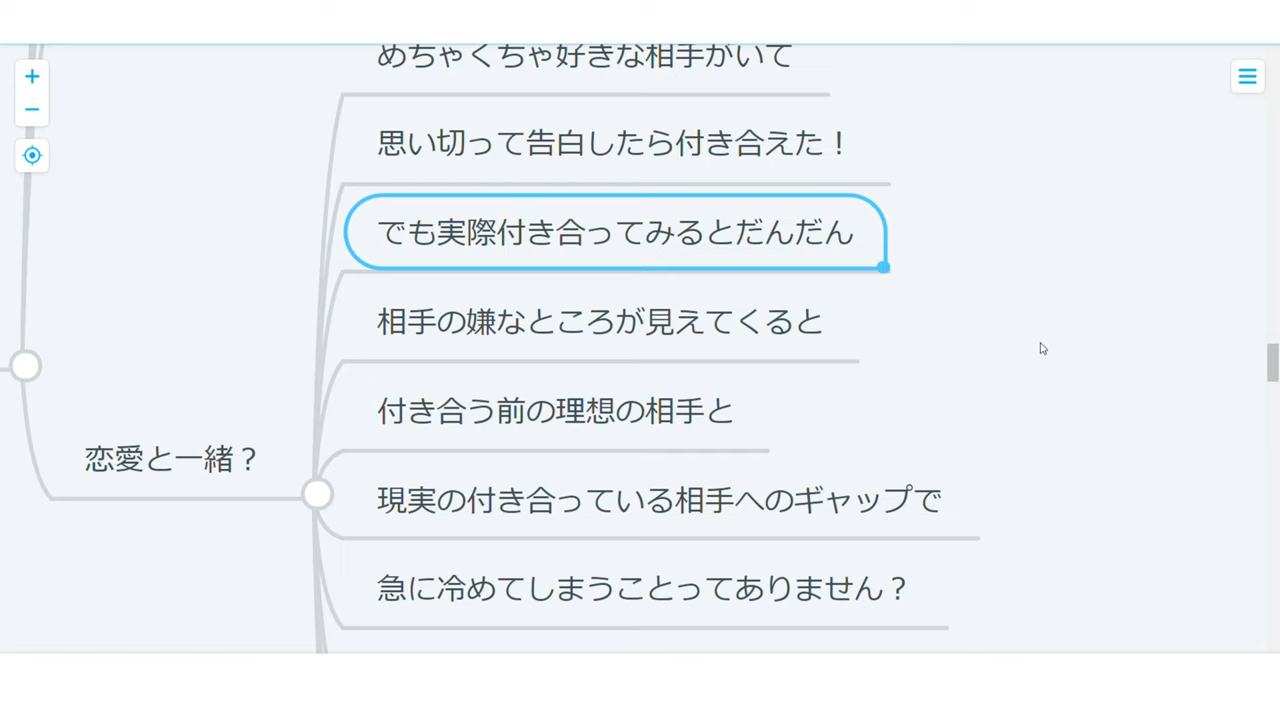 めちゃくちゃ好きな相手がいて
思い切って告白したら付き合えた！
でも実際付き合ってみるとだんだん
相手の嫌なところが見えてくると
付き合う前の理想の相手と
恋愛と一緒？
現実の付き合っている相手へのギャップで
急に冷めてしまうことってありません？